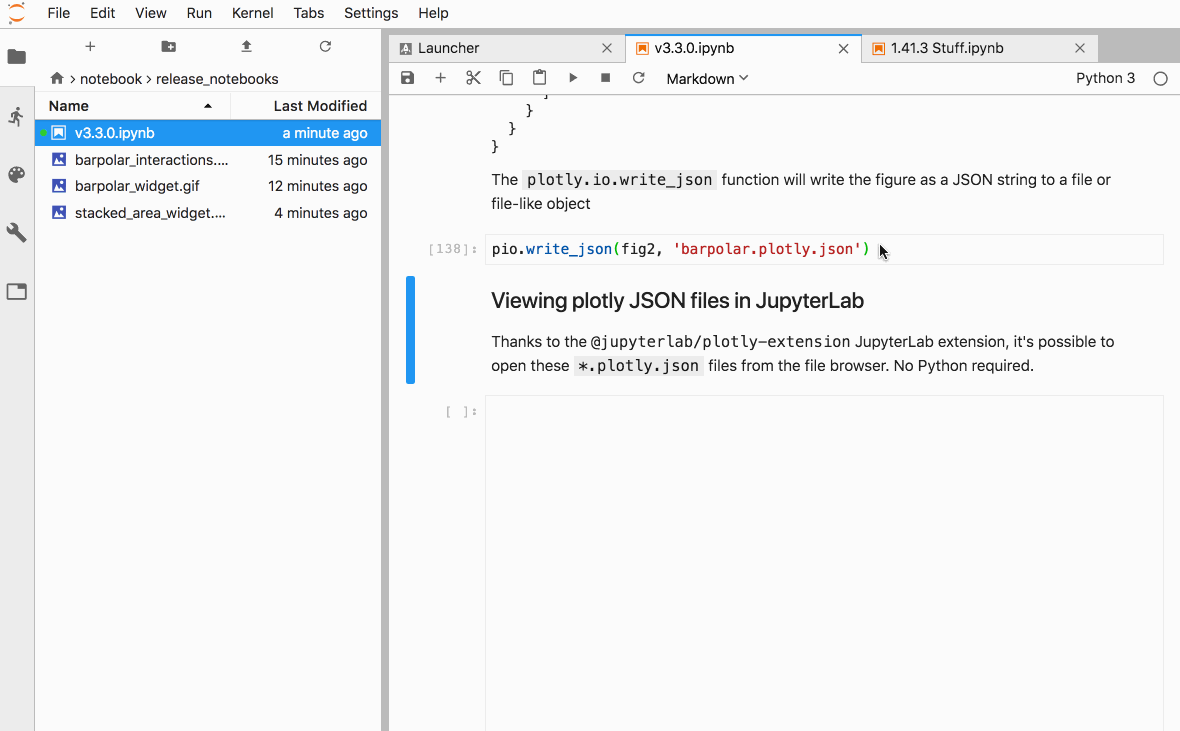 File Edit View Run Kernel Tabs Settings Help
notebook › release_notebooks
Name Last Modified
v3.3.0.ipynb a minute ago
barpolar_interactions.... 15 minutes ago
barpolar_widget.gif 12 minutes ago
stacked_area_widget.... 4 minutes ago
Launcher v3.3.0.ipynb 1.41.3 Stuff.ipynb
Markdown Python 3
}
}
}
The plotly.io.write_json function will write the figure as a JSON string to a file or
file-like object
[138]: pio.write_json(fig2, 'barpolar.plotly.json')
Viewing plotly JSON files in JupyterLab
Thanks to the @jupyterlab/plotly-extension JupyterLab extension, it's possible to
open these *.plotly.json files from the file browser. No Python required.
[ ]: